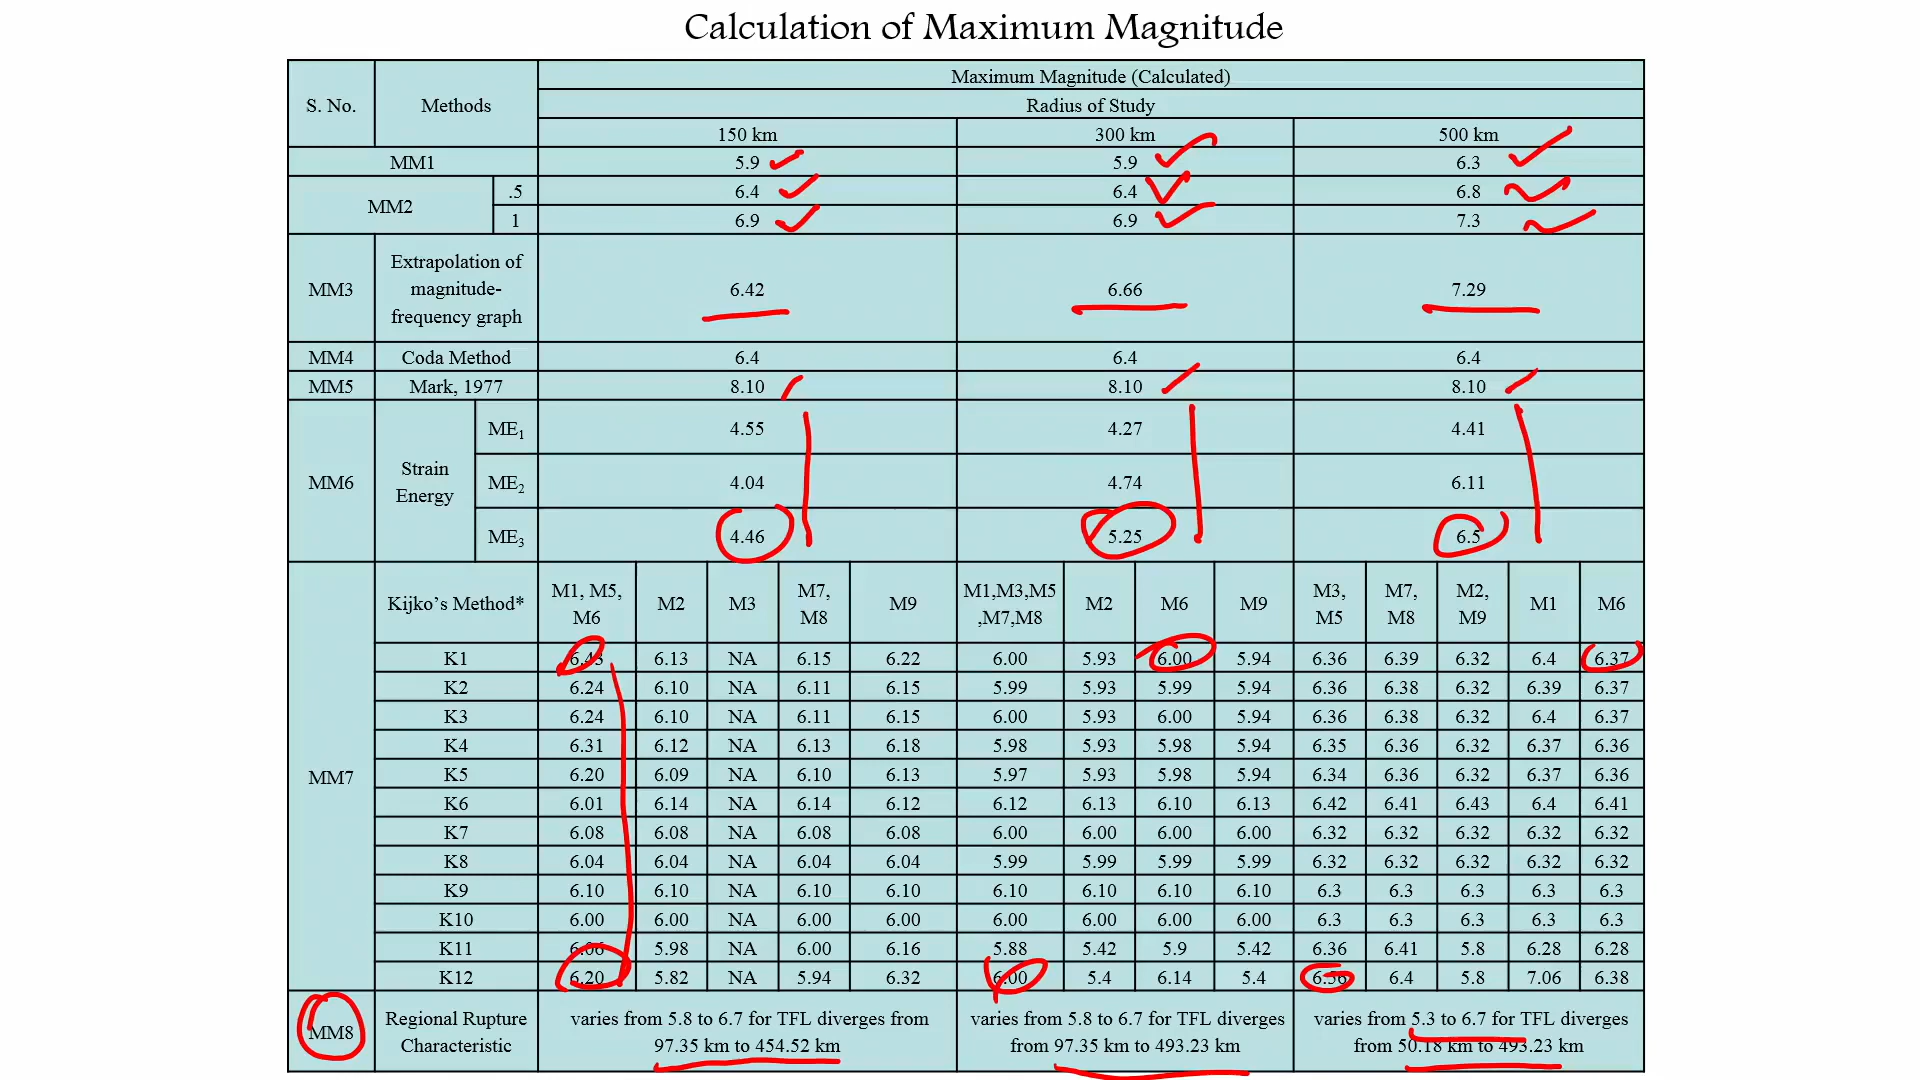 Calculation of Maximum Magnitude
S. No. Methods Maximum Magnitude (Calculated)
Radius of Study
150 km 300 km 500 km
MM1 5.9 5.9 6.3
MM2 .5 6.4 6.4 6.8
1 6.9 6.9 7.3
MM3 Extrapolation of magnitude-frequency graph 6.42 6.66 7.29
MM4 Coda Method 6.4 6.4 6.4
MM5 Mark, 1977 8.10 8.10 8.10
MM6 Strain Energy ME1 4.55 4.27 4.41
ME2 4.04 4.74 6.11
ME3 4.46 5.25 6.5
MM7 Kijko's Method* M1, M5, M6 M2 M3 M7, M8 M9 M1,M3,M5,M7,M8 M2 M6 M9 M3, M5 M7, M8 M2, M9 M1 M6
K1 6.13 NA 6.15 6.22 6.00 5.93 6.00 5.94 6.36 6.39 6.32 6.4 6.37
K2 6.24 6.10 NA 6.11 6.15 5.99 5.93 5.99 5.94 6.36 6.38 6.32 6.39 6.37
K3 6.24 6.10 NA 6.11 6.15 6.00 5.93 6.00 5.94 6.36 6.38 6.32 6.4 6.37
K4 6.31 6.12 NA 6.13 6.18 5.98 5.93 5.98 5.94 6.35 6.36 6.32 6.37 6.36
K5 6.20 6.09 NA 6.10 6.13 5.97 5.93 5.98 5.94 6.34 6.36 6.32 6.37 6.36
K6 6.01 6.14 NA 6.14 6.12 6.12 6.13 6.10 6.13 6.42 6.41 6.43 6.4 6.41
K7 6.08 6.08 NA 6.08 6.08 6.00 6.00 6.00 6.00 6.32 6.32 6.32 6.32 6.32
K8 6.04 6.04 NA 6.04 6.04 5.99 5.99 5.99 5.99 6.32 6.32 6.32 6.32 6.32
K9 6.10 6.10 NA 6.10 6.10 6.10 6.10 6.10 6.10 6.3 6.3 6.3 6.3 6.3
K10 6.00 6.00 NA 6.00 6.00 6.00 6.00 6.00 6.00 6.3 6.3 6.3 6.3 6.3
K11 6.06 5.98 NA 6.00 6.16 5.88 5.42 5.9 5.42 6.36 6.41 5.8 6.28 6.28
K12 6.20 5.82 NA 5.94 6.32 6.00 5.4 6.14 5.4 6.4 5.8 7.06 6.38
MM8 Regional Rupture Characteristic varies from 5.8 to 6.7 for TFL diverges from 97.35 km to 454.52 km varies from 5.8 to 6.7 for TFL diverges from 97.35 km to 493.23 km varies from 5.3 to 6.7 for TFL diverges from 50.18 km to 493.23 km